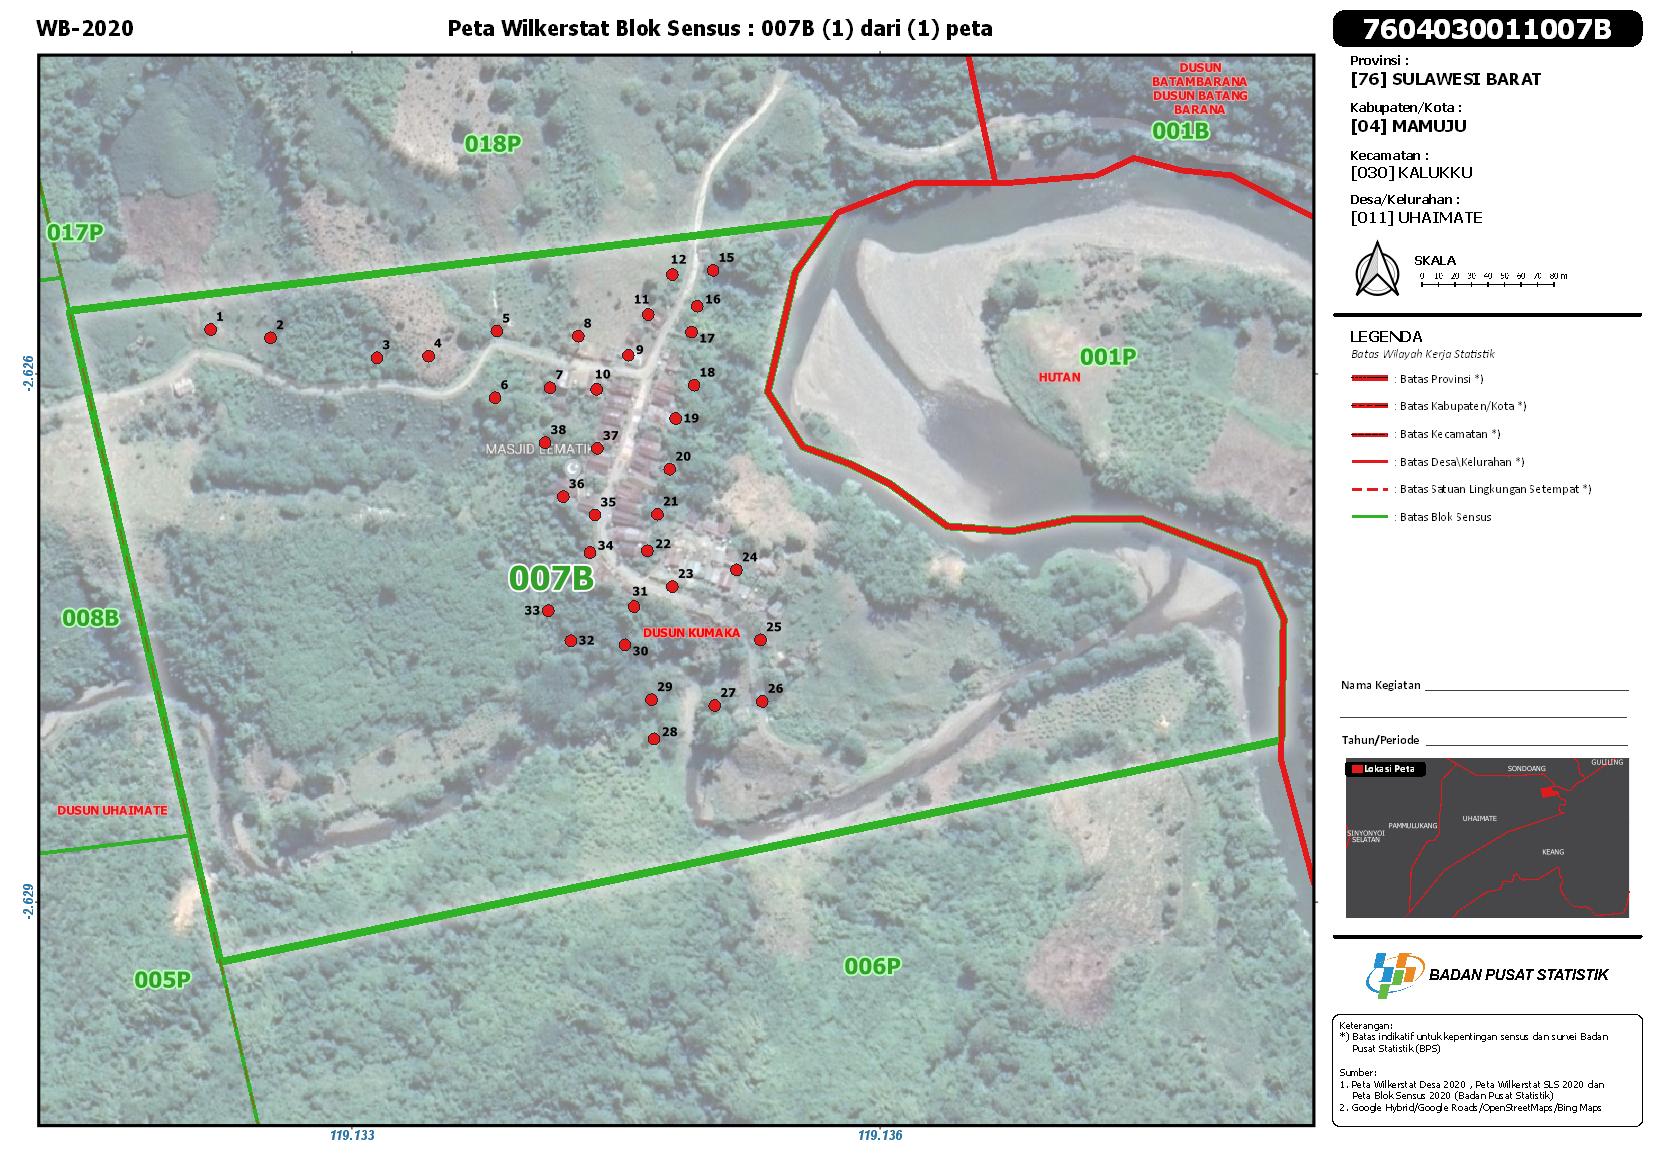 WB-2020
Peta Wilkerstat Blok Sensus : 007B (1) dari (1) peta
7604030011007B
Provinsi :
[76] SULAWESI BARAT
Kabupaten/Kota :
[04] MAMUJU
Kecamatan :
[030] KALUKKU
Desa/Kelurahan :
[011] UHAIMATE
SKALA
0 10 20 30 40 50 60 70 80 m
LEGENDA
Batas Wilayah Kerja Statistik
: Batas Provinsi *)
: Batas Kabupaten/Kota *)
: Batas Kecamatan *)
: Batas Desa\Kelurahan *)
: Batas Satuan Lingkungan Setempat *)
: Batas Blok Sensus
Nama Kegiatan
Tahun/Periode
Lokasi Peta
SONDOANG
GULILING
PAMMULUKANG
UHAIMATE
SINYONYOI
SELATAN
KEANG
BADAN PUSAT STATISTIK
Keterangan:
*) Batas indikatif untuk kepentingan sensus dan survei Badan
Pusat Statistik (BPS)
Sumber:
1. Peta Wilkerstat Desa 2020 , Peta Wilkerstat SLS 2020 dan
Peta Blok Sensus 2020 (Badan Pusat Statistik)
2. Google Hybrid/Google Roads/OpenStreetMaps/Bing Maps
DUSUN
BATAMBARANA
DUSUN BATANG
BARANA
001B
018P
017P
12
15
11
16
1
2
5
8
17
3
4
9
001P
HUTAN
-2.626
7
10
18
6
19
38
37
MASJID LEMATI
20
36
35
21
34
22
24
007B
23
31
33
008B
32
DUSUN KUMAKA
25
30
29
27
26
28
DUSUN UHAIMATE
-2.629
005P
006P
119.133
119.136